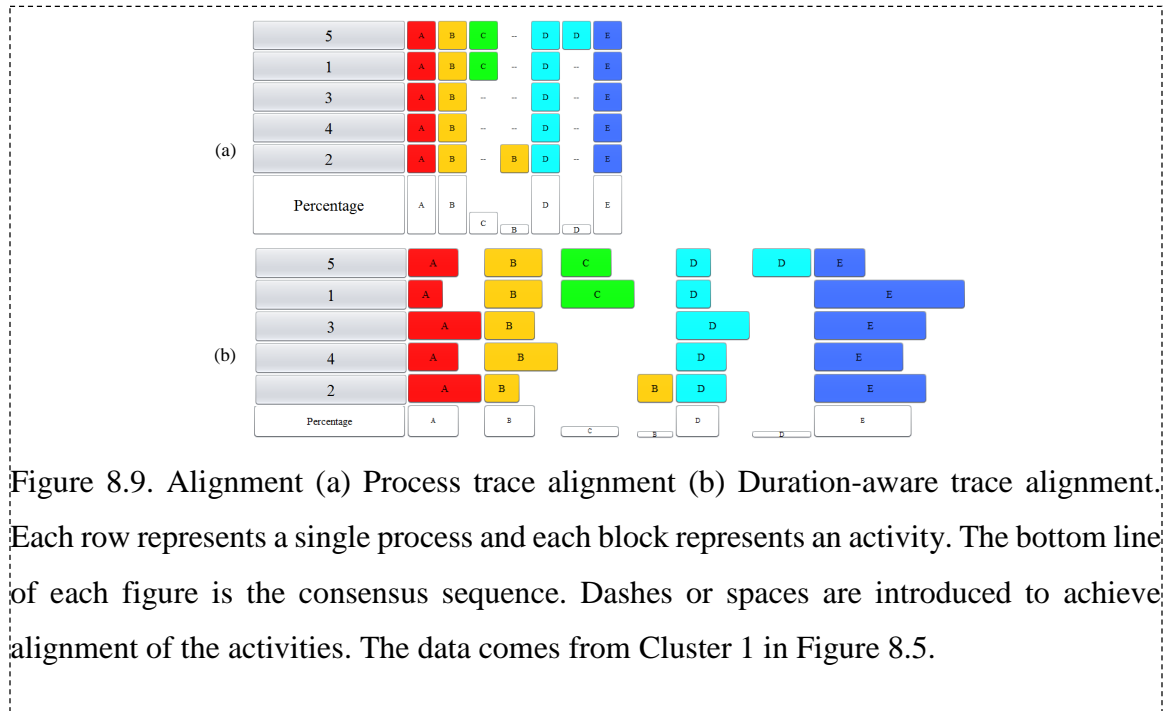 5 A B C -- D D E
1 A B C -- D -- E
3 A B -- -- D -- E
4 A B -- -- D -- E
(a)
2 A B -- B D -- E
Percentage A B C B D D E
5 A B C D D E
1 A B C D E
3 A B D E
(b)
4 A B D E
2 A B B D E
Percentage A B C B D D E
Figure 8.9. Alignment (a) Process trace alignment (b) Duration-aware trace alignment.
Each row represents a single process and each block represents an activity. The bottom line
of each figure is the consensus sequence. Dashes or spaces are introduced to achieve
alignment of the activities. The data comes from Cluster 1 in Figure 8.5.